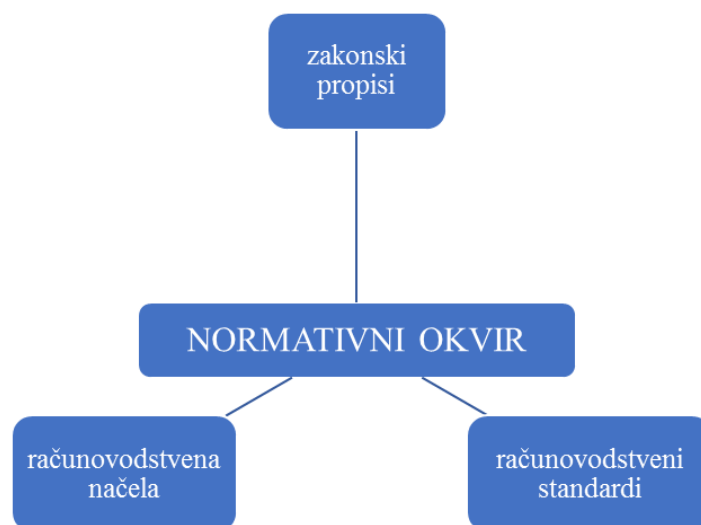 zakonski
propisi
NORMATIVNI OKVIR
računovodstvena
načela
računovodstveni
standardi